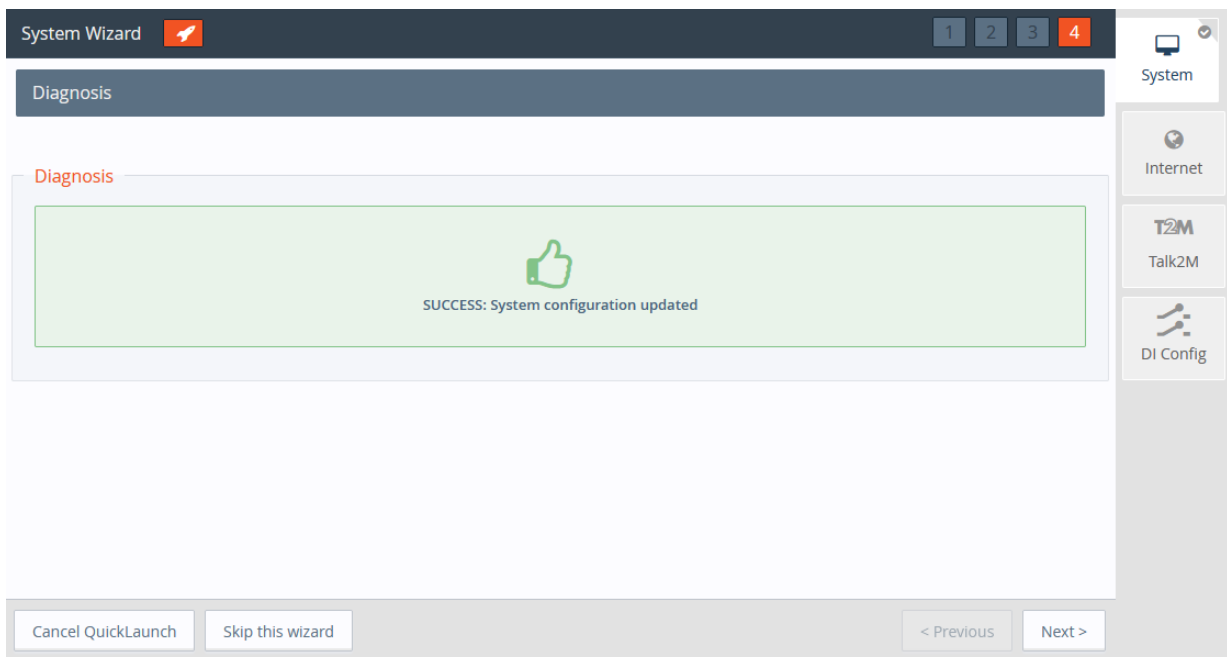 System Wizard
1 2 3 4
Diagnosis
Diagnosis
SUCCESS: System configuration updated
Cancel QuickLaunch
Skip this wizard
< Previous
Next >
System
Internet
T2M
Talk2M
DI Config